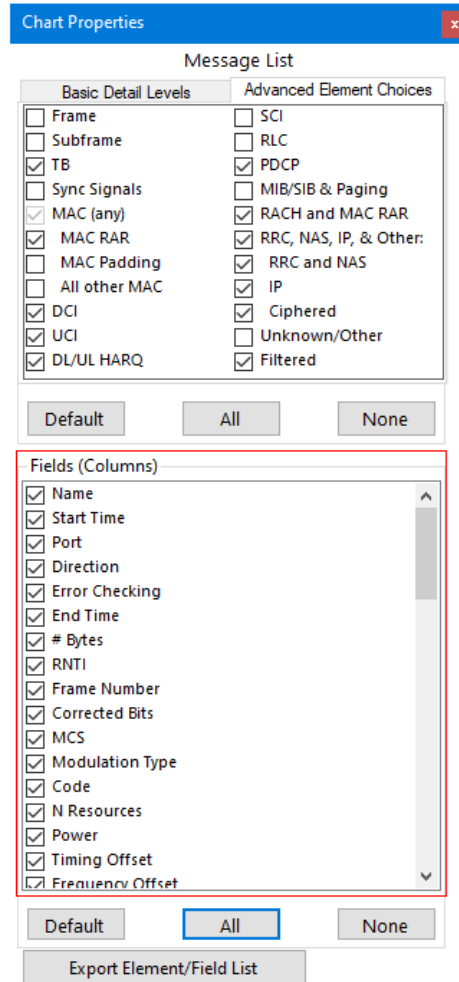 Chart Properties x
Message List
Basic Detail Levels Advanced Element Choices
Frame SCI
Subframe RLC
TB PDCP
Sync Signals MIB/SIB & Paging
MAC (any) RACH and MAC RAR
MAC RAR RRC, NAS, IP, & Other:
MAC Padding RRC and NAS
All other MAC IP
DCI Ciphered
UCI Unknown/Other
DL/UL HARQ Filtered
Default All None
Fields (Columns)
Name
Start Time
Port
Direction
Error Checking
End Time
# Bytes
RNTI
Frame Number
Corrected Bits
MCS
Modulation Type
Code
N Resources
Power
Timing Offset
Frequency Offset
Default All None
Export Element/Field List